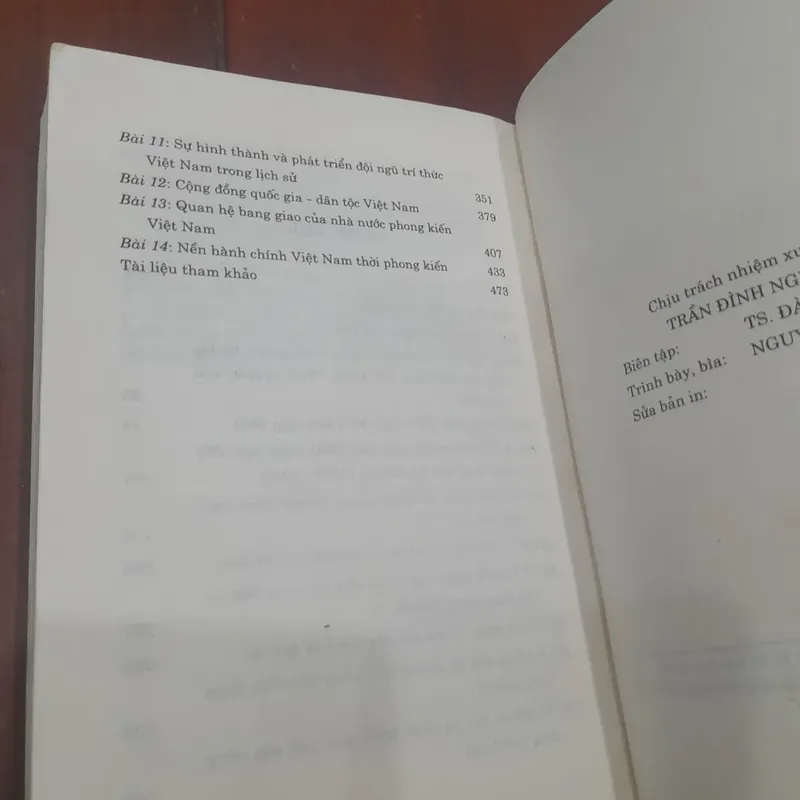 Bài 11: Sự hình thành và phát triển đội ngũ trí thức
Việt Nam trong lịch sử 351
Bài 12: Cộng đồng quốc gia - dân tộc Việt Nam 379
Bài 13: Quan hệ bang giao của nhà nước phong kiến
Việt Nam 407
Bài 14: Nền hành chính Việt Nam thời phong kiến 433
Tài liệu tham khảo 473
Chịu trách nhiệm
TRẦN ĐÌNH
TS.
Biên tập:
Trình bày, bìa:
Sửa bản in: